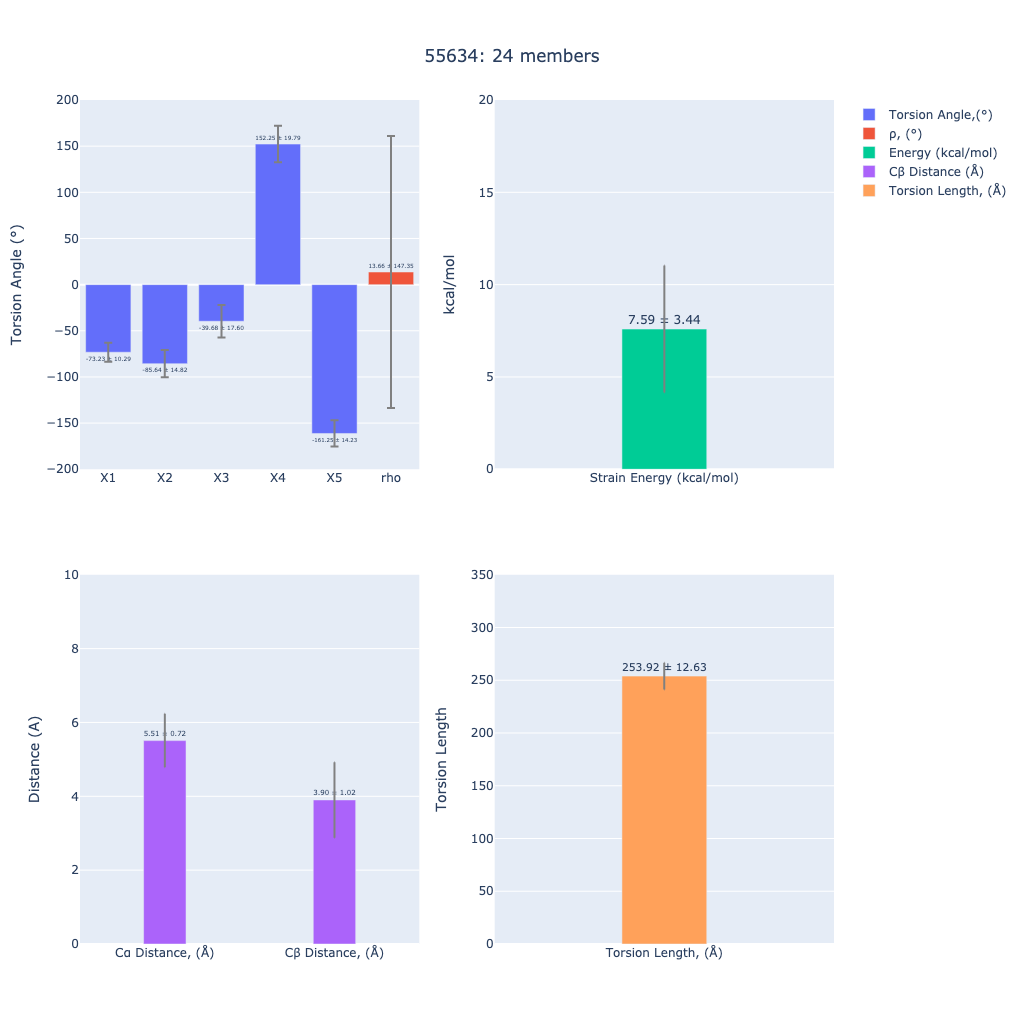 55634: 24 members
Torsion Angle (°)
200
150
100
50
0
−50
−100
−150
−200
-73.23 ± 10.29
-85.64 ± 14.82
-39.66 ± 17.60
152.25 ± 19.79
-161.25 ± 14.23
13.66 ± 147.35
X1 X2 X3 X4 X5 rho
kcal/mol
20
15
10
5
0
7.59 ± 3.44
Strain Energy (kcal/mol)
Torsion Angle,(°)
ρ, (°)
Energy (kcal/mol)
Cβ Distance (Å)
Torsion Length, (Å)
Distance (A)
10
8
6
4
2
0
5.51 ± 0.72
3.90 ± 1.02
Cα Distance, (Å) Cβ Distance, (Å)
Torsion Length
350
300
250
200
150
100
50
0
253.92 ± 12.63
Torsion Length, (Å)